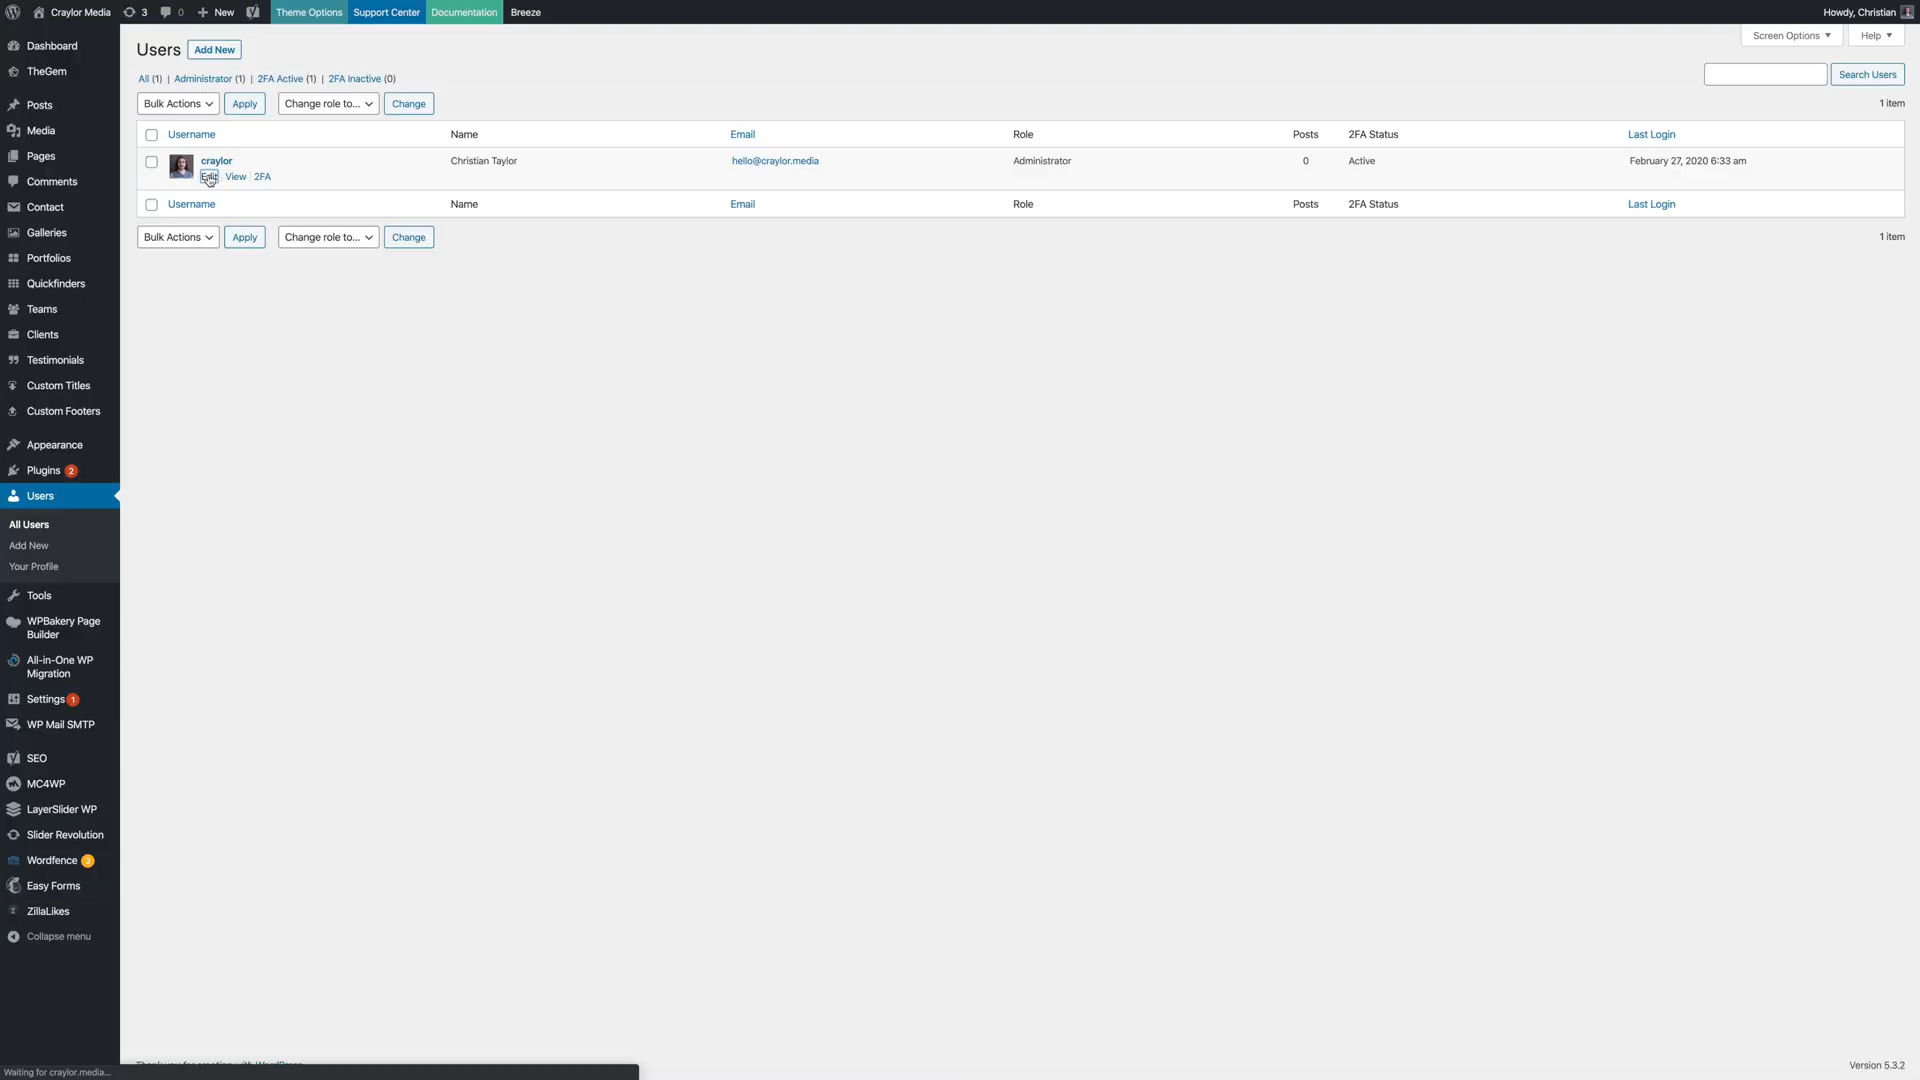 Craylor Media 3 0 New Theme Options Support Center Documentation Breeze Howdy, Christian
Screen Options Help
Users Add New
All (1) | Administrator (1) | 2FA Active (1) | 2FA Inactive (0)
Search Users
Bulk Actions Apply Change role to... Change 1 item
Username Name Email Role Posts 2FA Status Last Login
craylor Christian Taylor hello@craylor.media Administrator 0 Active February 27, 2020 6:33 am
Edit | View | 2FA
Username Name Email Role Posts 2FA Status Last Login
Bulk Actions Apply Change role to... Change 1 item
Dashboard
TheGem
Posts
Media
Pages
Comments
Contact
Galleries
Portfolios
Quickfinders
Teams
Clients
Testimonials
Custom Titles
Custom Footers
Appearance
Plugins 2
Users
All Users
Add New
Your Profile
Tools
WPBakery Page
Builder
All-in-One WP
Migration
Settings 1
WP Mail SMTP
SEO
MC4WP
LayerSlider WP
Slider Revolution
Wordfence 2
Easy Forms
ZillaLikes
Collapse menu
Version 5.3.2
Waiting for craylor.media...